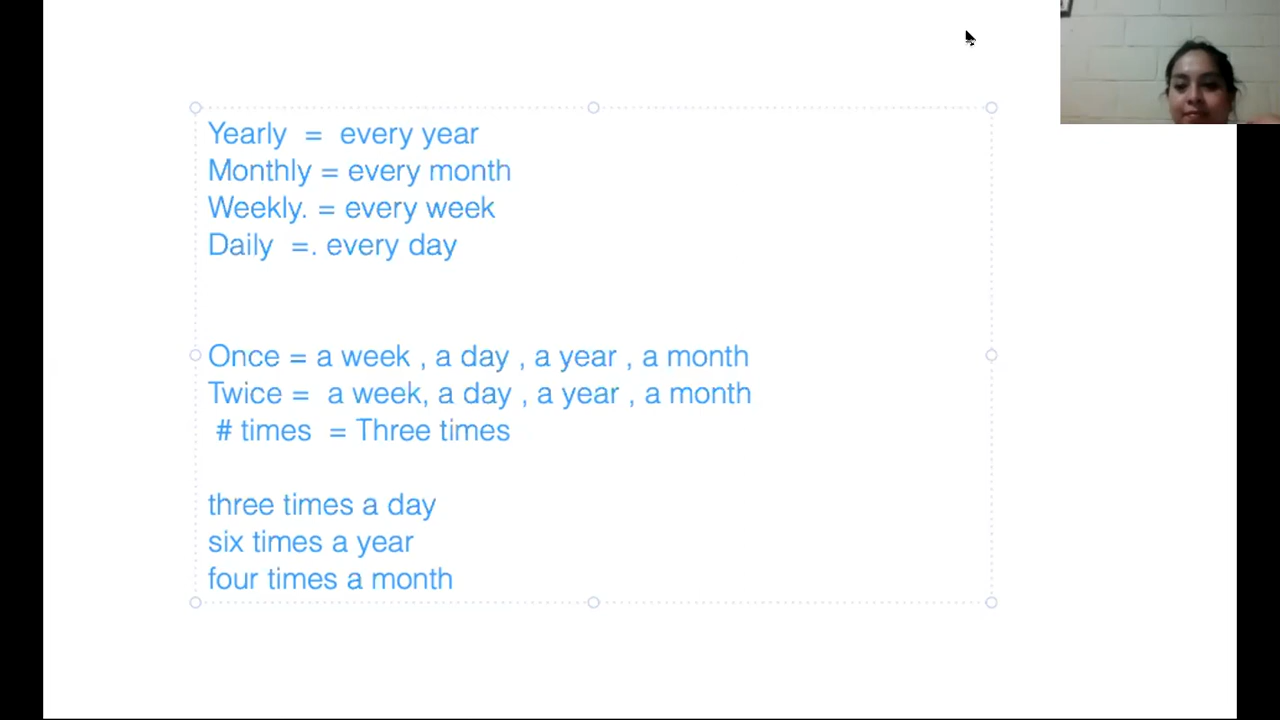 Yearly = every year
Monthly = every month
Weekly. = every week
Daily =. every day
Once = a week , a day , a year , a month
Twice = a week, a day , a year , a month
# times = Three times
three times a day
six times a year
four times a month